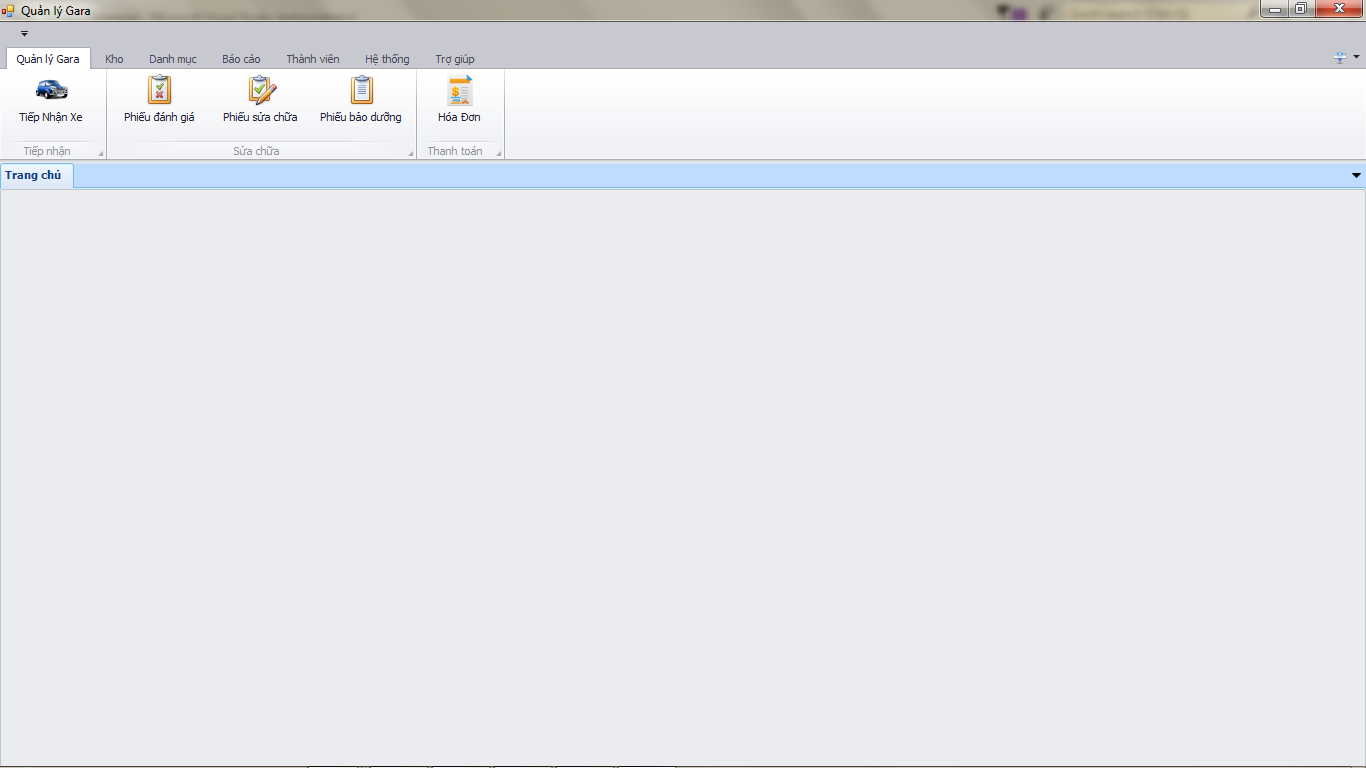 Quản lý Gara
Quản lý Gara Kho Danh mục Báo cáo Thành viên Hệ thống Trợ giúp
Tiếp Nhận Xe Phiếu đánh giá Phiếu sửa chữa Phiếu bảo dưỡng Hóa Đơn
Tiếp nhận Sửa chữa Thanh toán
Trang chủ